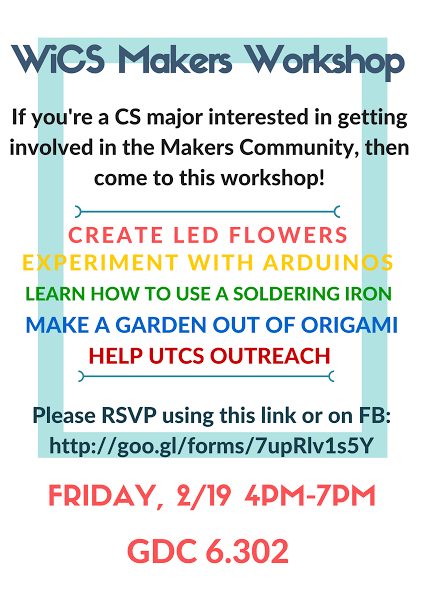 WiCS Makers Workshop
If you're a CS major interested in getting
involved in the Makers Community, then
come to this workshop!
CREATE LED FLOWERS
EXPERIMENT WITH ARDUINOS
LEARN HOW TO USE A SOLDERING IRON
MAKE A GARDEN OUT OF ORIGAMI
HELP UTCS OUTREACH
Please RSVP using this link or on FB:
http://goo.gl/forms/7upRlv1s5Y
FRIDAY, 2/19 4PM-7PM
GDC 6.302